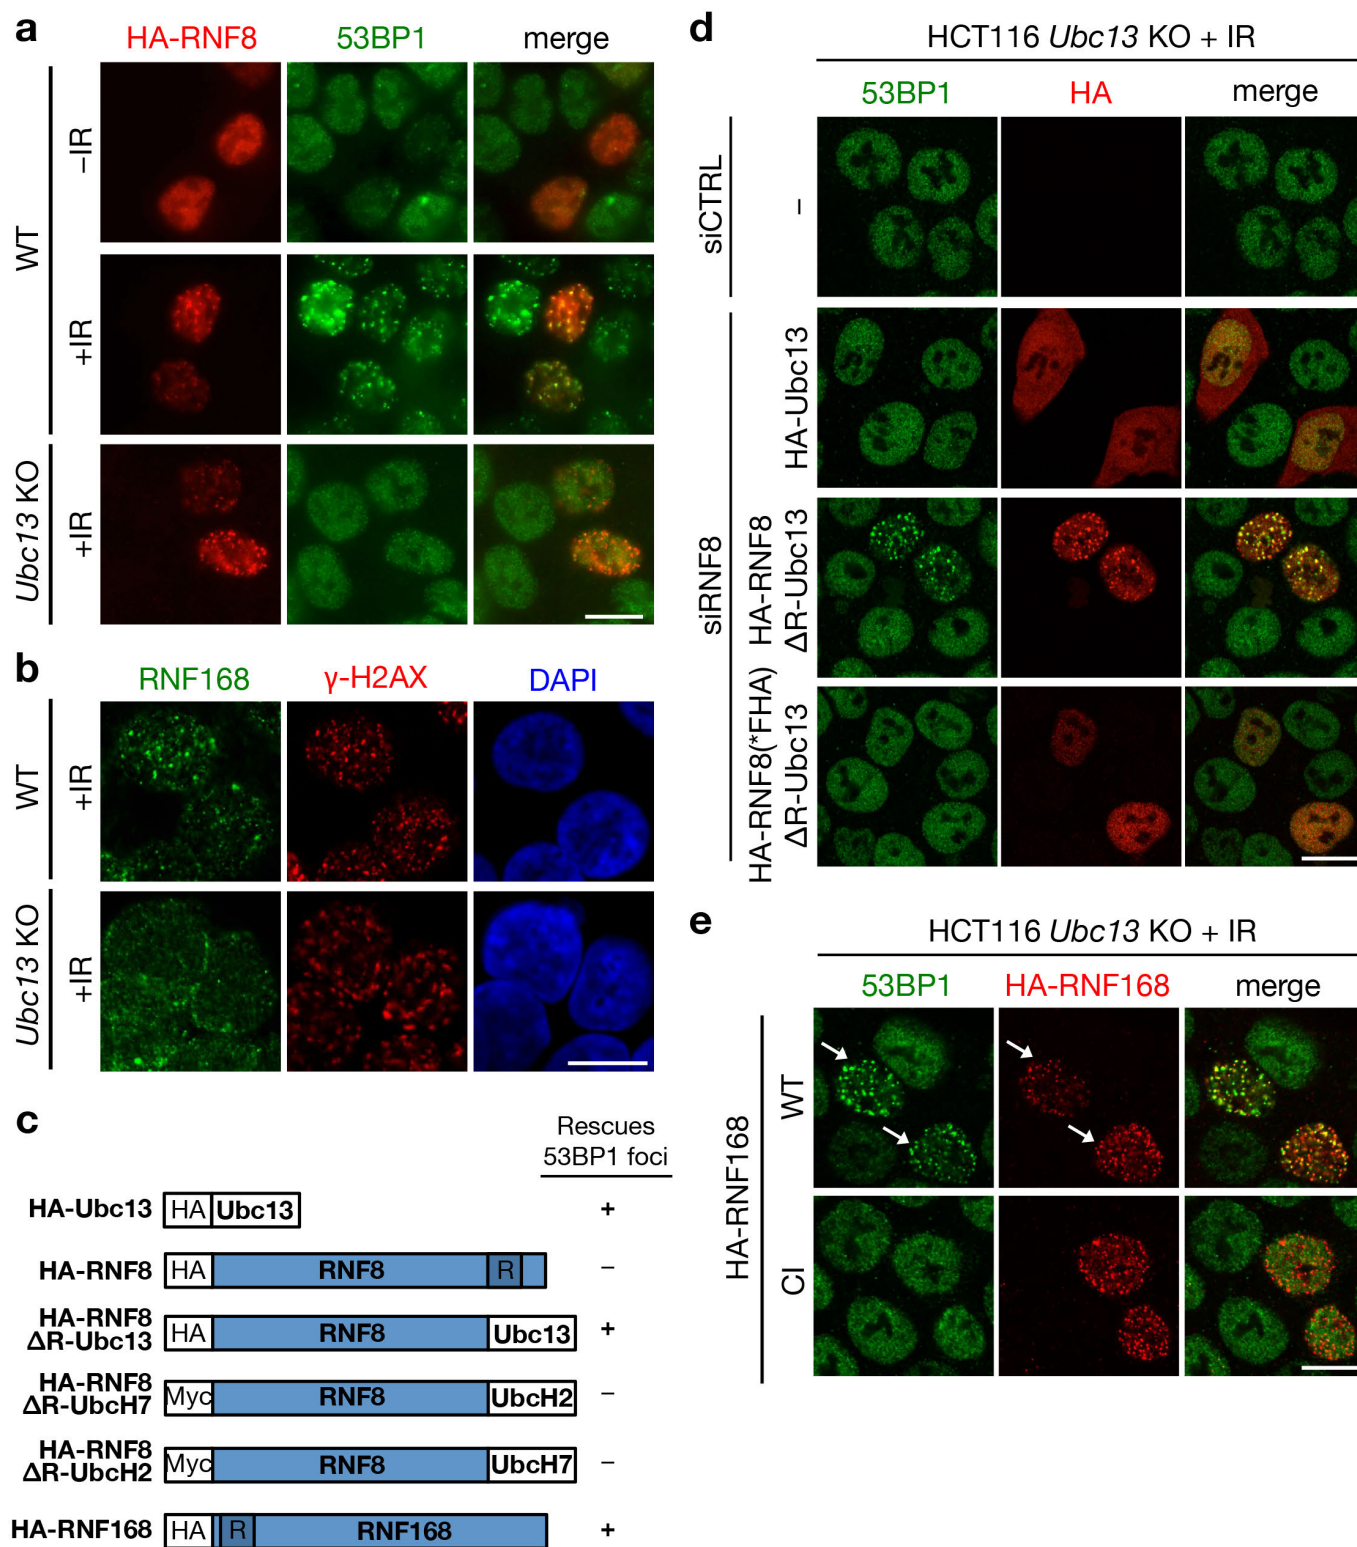 a
HA-RNF8 53BP1 merge
WT
–IR
+IR
Ubc13 KO
+IR
b
RNF168 γ-H2AX DAPI
WT
+IR
Ubc13 KO
+IR
c
Rescues
53BP1 foci
HA-Ubc13 HA Ubc13 +
HA-RNF8 HA RNF8 R –
HA-RNF8
ΔR-Ubc13 HA RNF8 Ubc13 +
HA-RNF8
ΔR-UbcH7 Myc RNF8 UbcH2 –
HA-RNF8
ΔR-UbcH2 Myc RNF8 UbcH7 –
HA-RNF168 HA R RNF168 +
d
HCT116 Ubc13 KO + IR
53BP1 HA merge
siCTRL
–
siRNF8
HA-Ubc13
HA-RNF8
ΔR-Ubc13
HA-RNF8(*FHA)
ΔR-Ubc13
e
HCT116 Ubc13 KO + IR
53BP1 HA-RNF168 merge
HA-RNF168
WT
CI